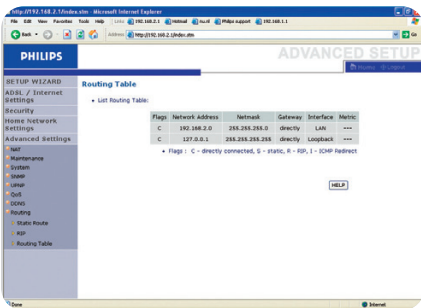 http://192.168.2.1/index.stm - Microsoft Internet Explorer
File Edit View Favorites Tools Help Links 192.168.2.1 Hotmail nu.nl Philips support 192.168.1.1
Back
Address http://192.168.2.1/index.stm Go
PHILIPS
ADVANCED SETUP
Home Logout
SETUP WIZARD
ADSL / Internet Settings
Security
Home Network Settings
Advanced Settings
NAT
Maintenance
System
SNMP
UPNP
QoS
DDNS
Routing
Static Route
RIP
Routing Table
Routing Table
List Routing Table:
Flags Network Address Netmask Gateway Interface Metric
C 192.168.2.0 255.255.255.0 directly LAN ---
C 127.0.0.1 255.255.255.255 directly Loopback ---
Flags : C - directly connected, S - static, R - RIP, I - ICMP Redirect
HELP
Done
Internet